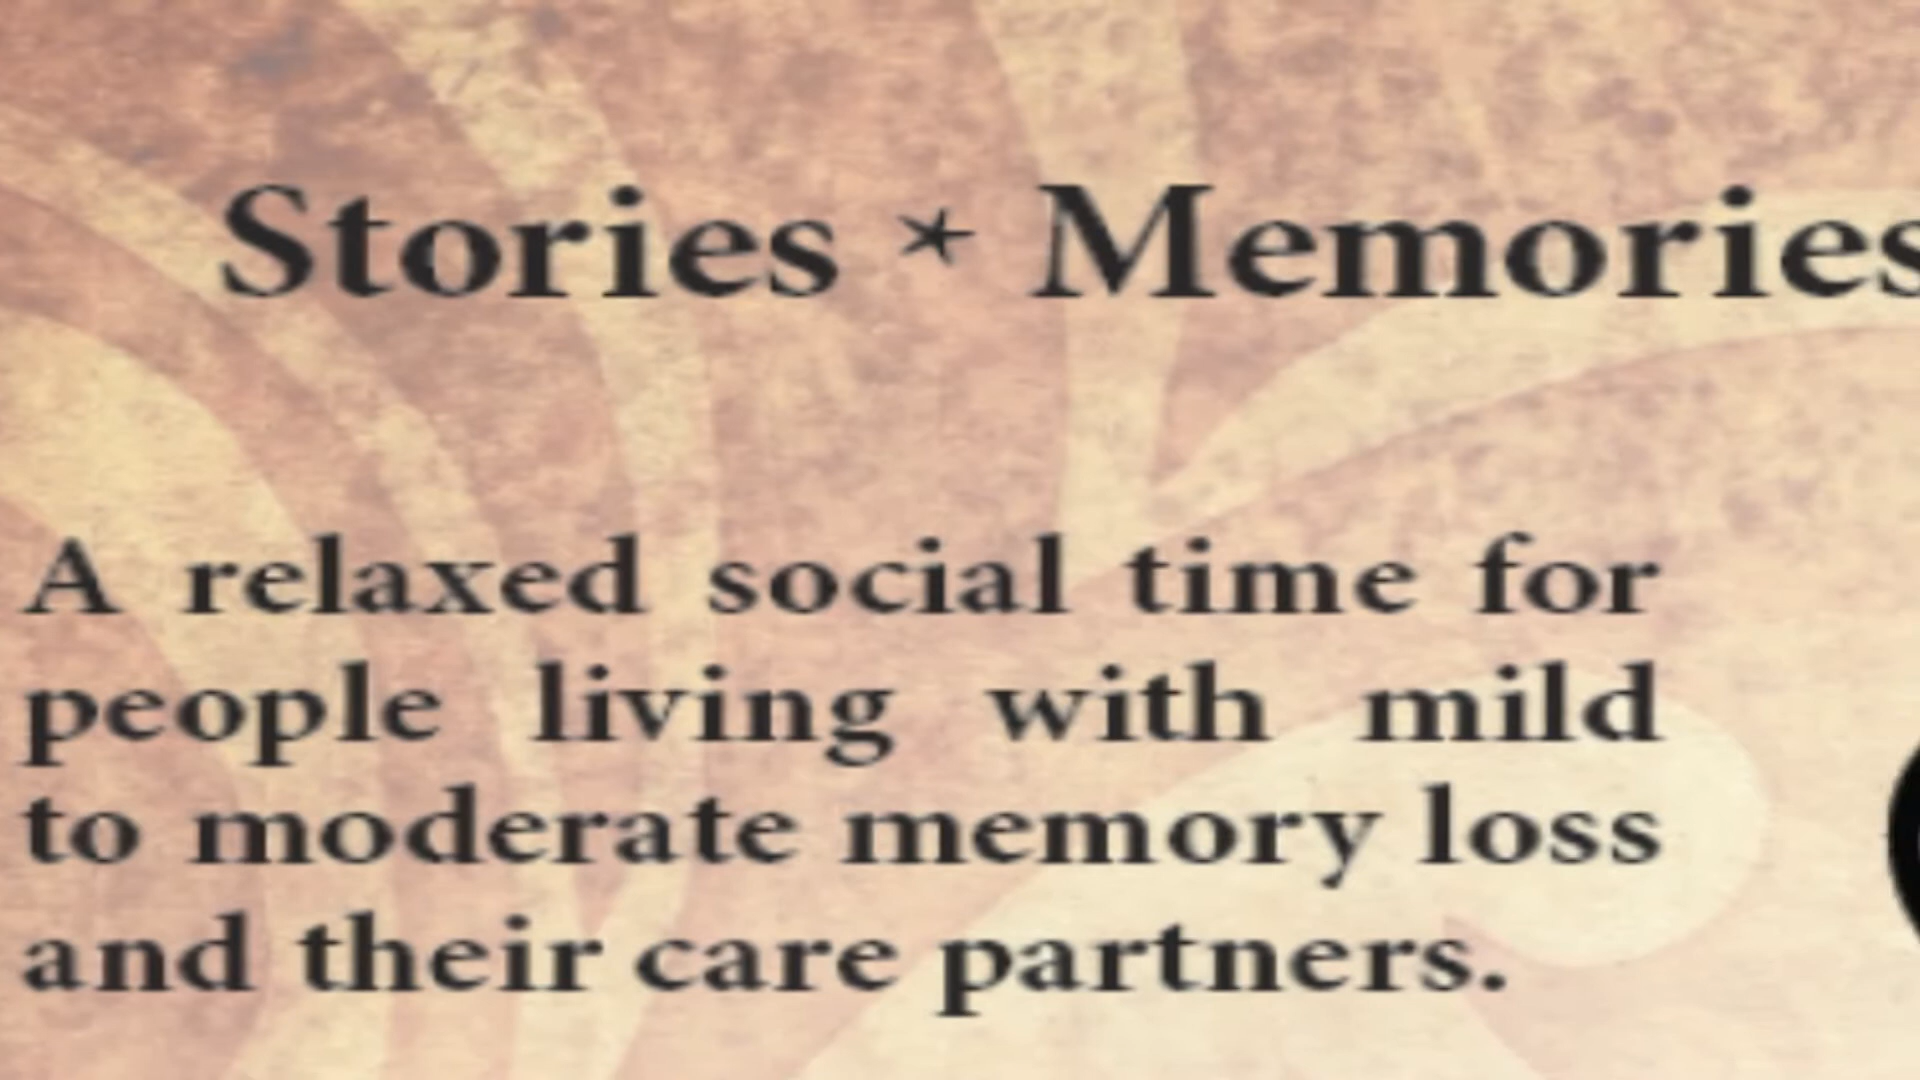 Stories * Memories
A relaxed social time for
people living with mild
to moderate memory loss
and their care partners.